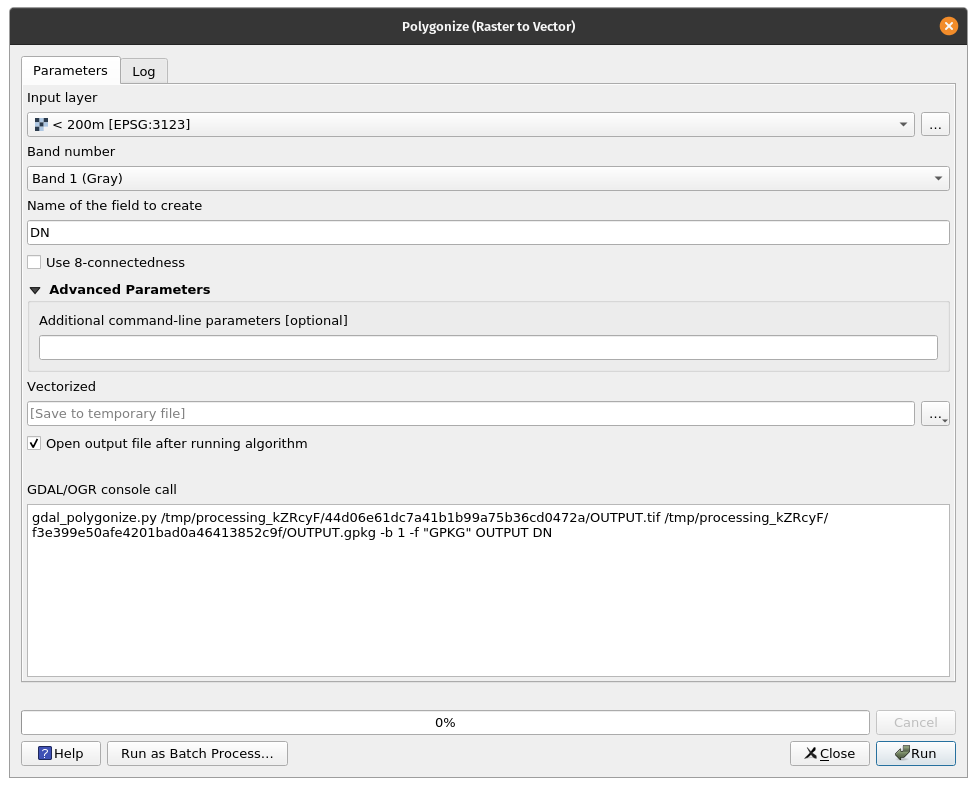 Polygonize (Raster to Vector)
Parameters
Log
Input layer
< 200m [EPSG:3123]
...
Band number
Band 1 (Gray)
Name of the field to create
DN
Use 8-connectedness
Advanced Parameters
Additional command-line parameters [optional]
Vectorized
[Save to temporary file]
...
Open output file after running algorithm
GDAL/OGR console call
gdal_polygonize.py /tmp/processing_kZRcyF/44d06e61dc7a41b1b99a75b36cd0472a/OUTPUT.tif /tmp/processing_kZRcyF/
f3e399e50afe4201bad0a46413852c9f/OUTPUT.gpkg -b 1 -f "GPKG" OUTPUT DN
0%
Cancel
? Help
Run as Batch Process...
Close
Run